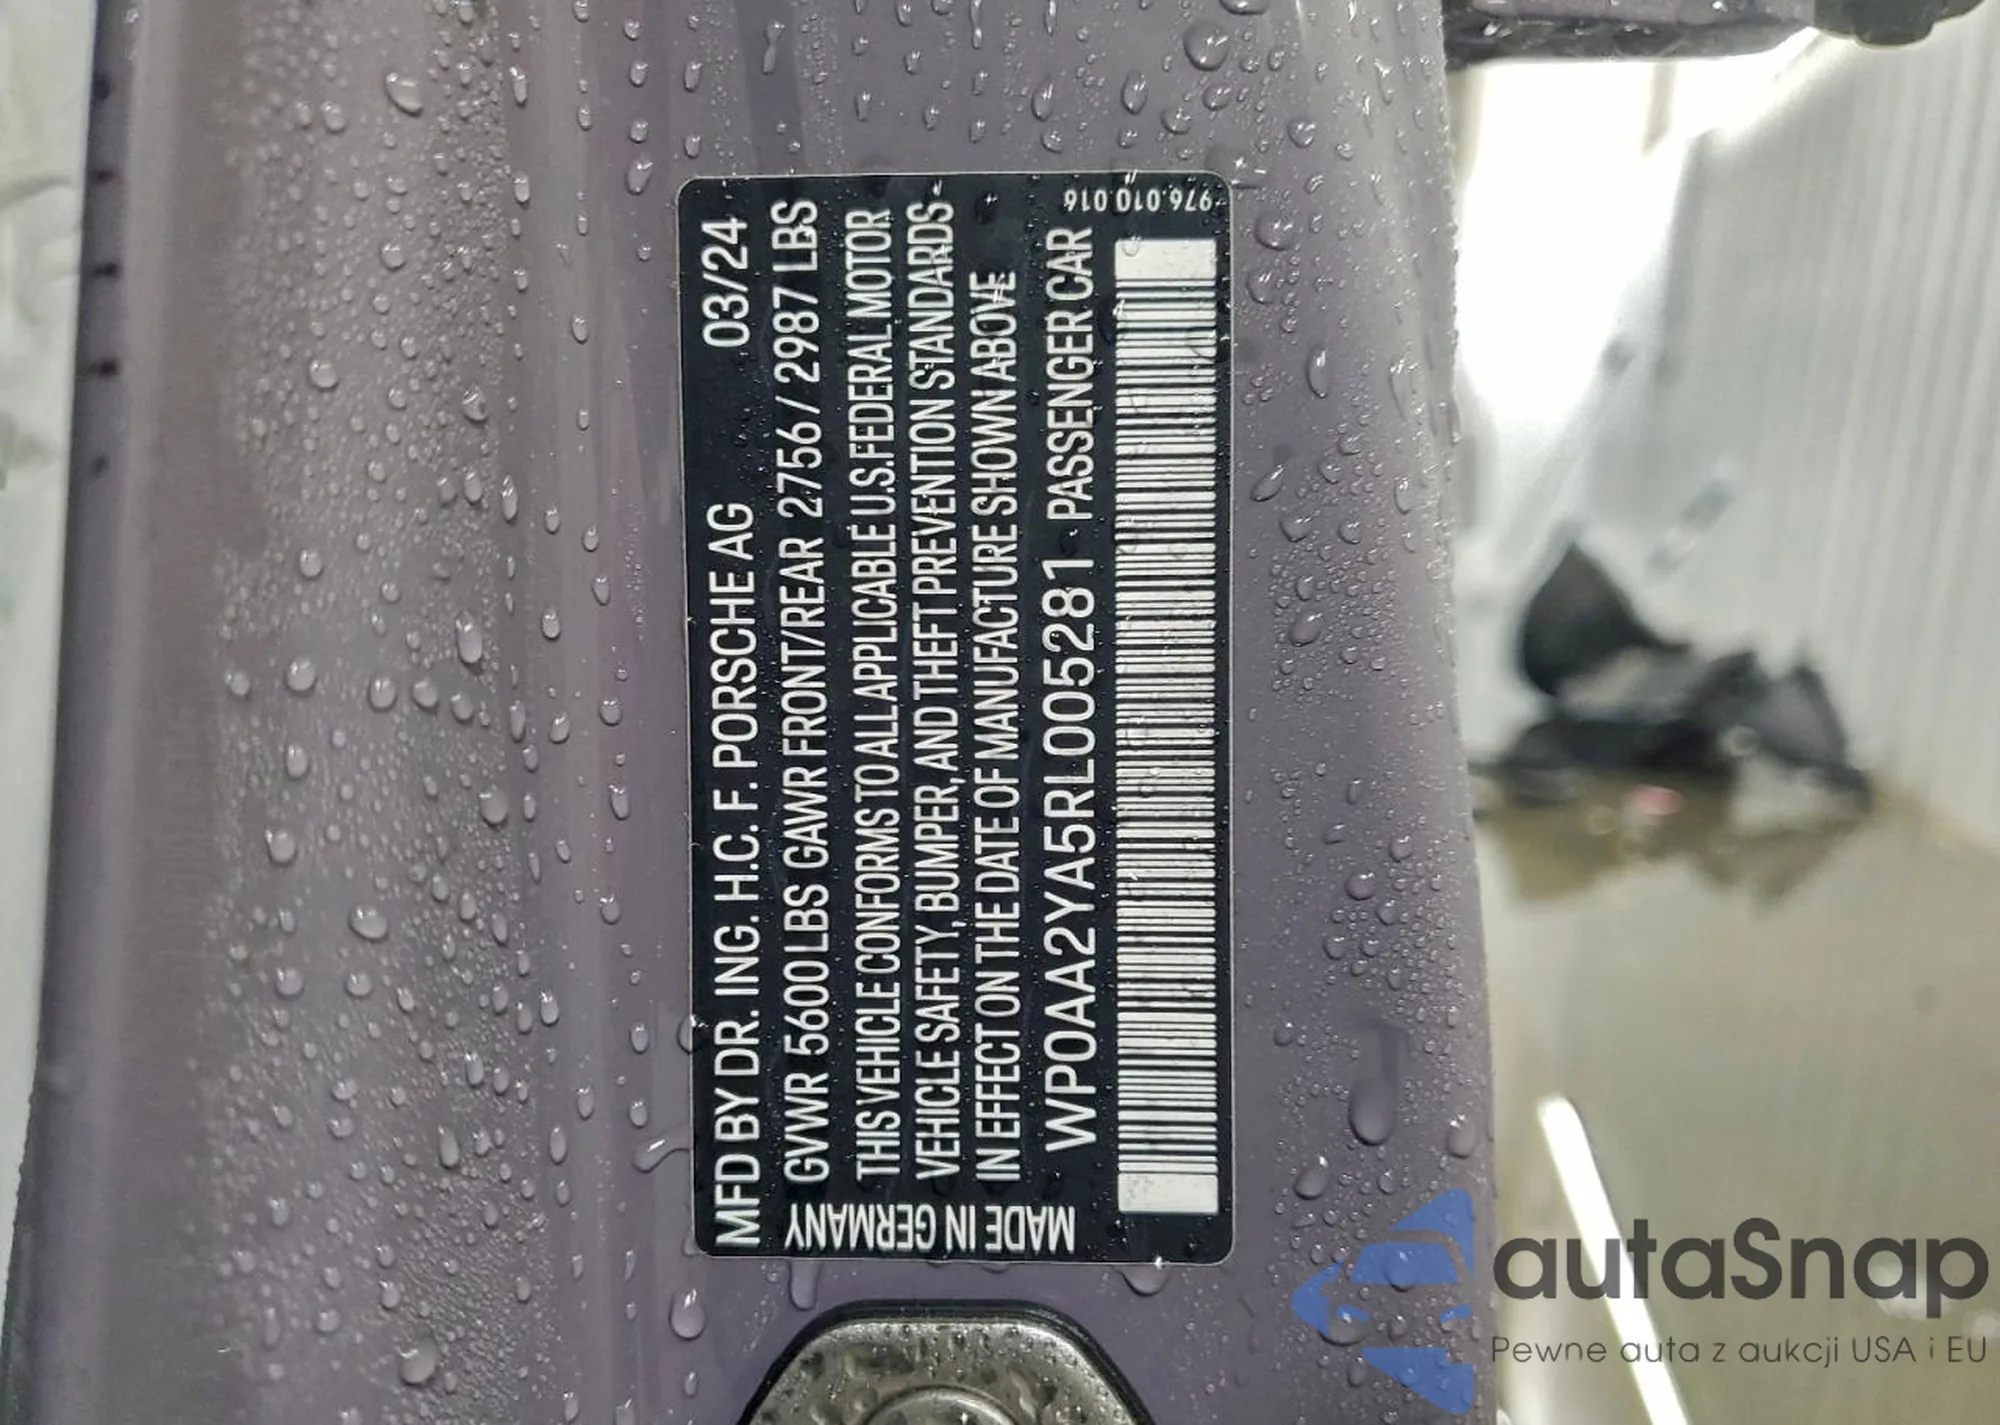 MFD BY DR. ING. H.C. F. PORSCHE AG 03/24
GVWR 5600 LBS GAWR FRONT/REAR 2756 / 2987 LBS
THIS VEHICLE CONFORMS TO ALL APPLICABLE U.S. FEDERAL MOTOR
VEHICLE SAFETY, BUMPER, AND THEFT PREVENTION STANDARDS
IN EFFECT ON THE DATE OF MANUFACTURE SHOWN ABOVE
WP0AA2YA5RL005281 PASSENGER CAR
MADE IN GERMANY
976.010.016
autaSnap
Pewne auta z aukcji USA i EU